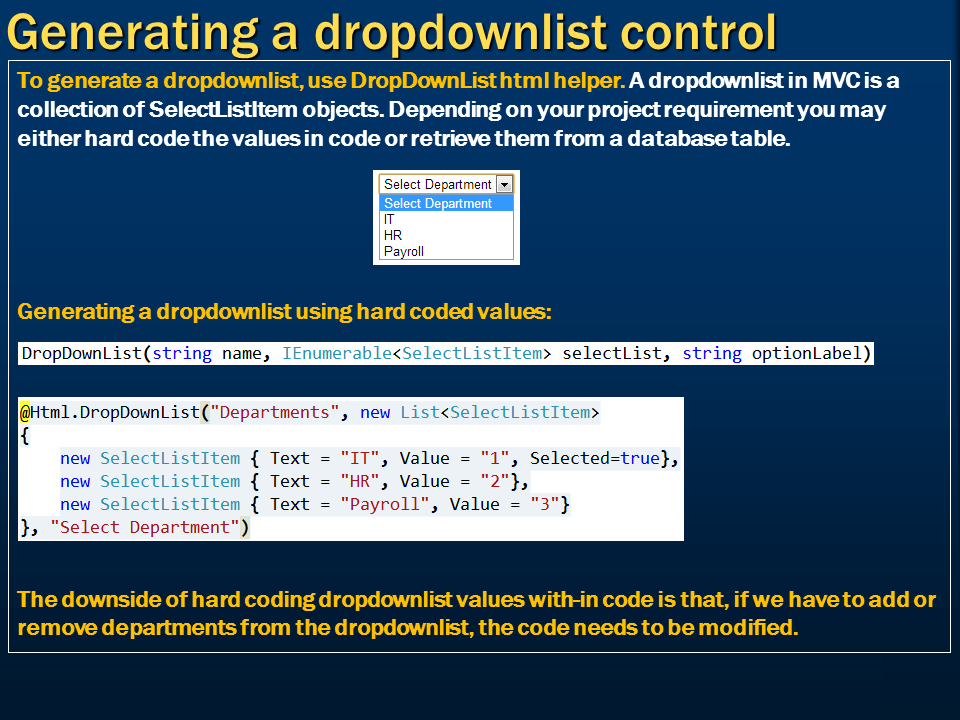 Generating a dropdownlist control
To generate a dropdownlist, use DropDownList html helper. A dropdownlist in MVC is a
collection of SelectListItem objects. Depending on your project requirement you may
either hard code the values in code or retrieve them from a database table.
Select Department
Select Department
IT
HR
Payroll
Generating a dropdownlist using hard coded values:
DropDownList(string name, IEnumerable<SelectListItem> selectList, string optionLabel)
@Html.DropDownList("Departments", new List<SelectListItem>
{
    new SelectListItem { Text = "IT", Value = "1", Selected=true},
    new SelectListItem { Text = "HR", Value = "2"},
    new SelectListItem { Text = "Payroll", Value = "3"}
}, "Select Department")
The downside of hard coding dropdownlist values with-in code is that, if we have to add or
remove departments from the dropdownlist, the code needs to be modified.